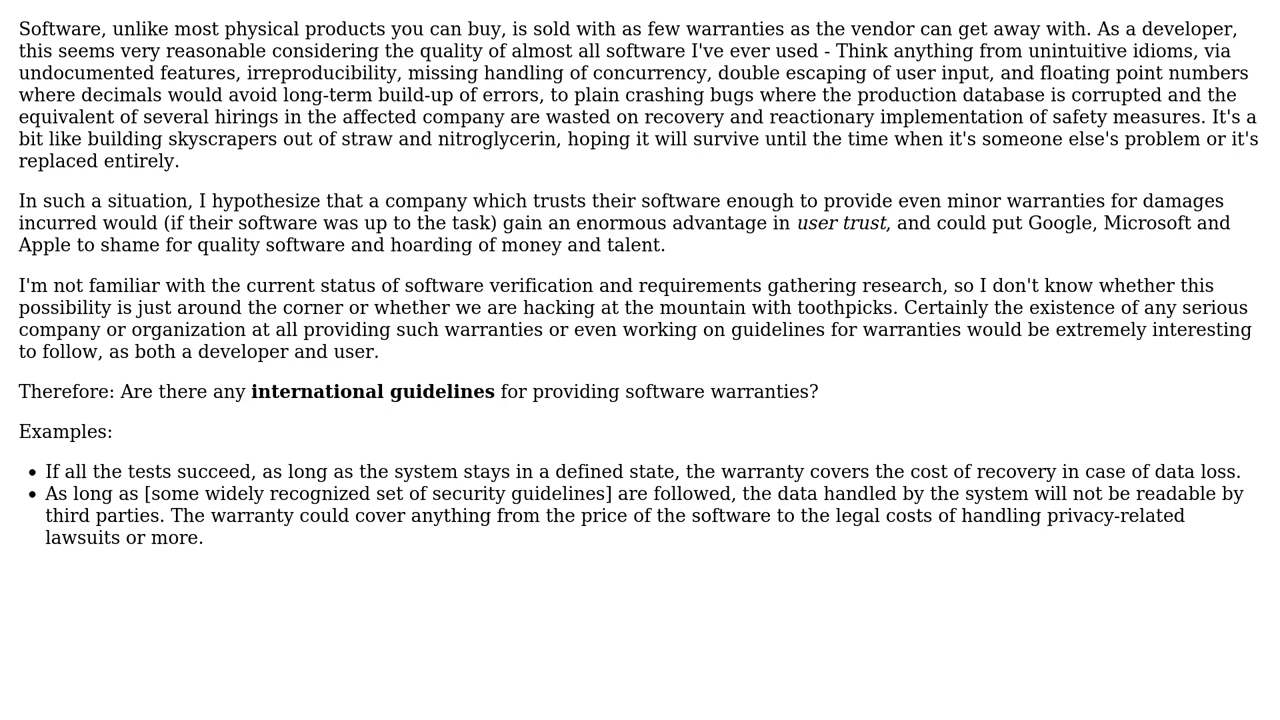 Software, unlike most physical products you can buy, is sold with as few warranties as the vendor can get away with. As a developer,
this seems very reasonable considering the quality of almost all software I've ever used - Think anything from unintuitive idioms, via
undocumented features, irreproducibility, missing handling of concurrency, double escaping of user input, and floating point numbers
where decimals would avoid long-term build-up of errors, to plain crashing bugs where the production database is corrupted and the
equivalent of several hirings in the affected company are wasted on recovery and reactionary implementation of safety measures. It's a
bit like building skyscrapers out of straw and nitroglycerin, hoping it will survive until the time when it's someone else's problem or it's
replaced entirely.
In such a situation, I hypothesize that a company which trusts their software enough to provide even minor warranties for damages
incurred would (if their software was up to the task) gain an enormous advantage in user trust, and could put Google, Microsoft and
Apple to shame for quality software and hoarding of money and talent.
I'm not familiar with the current status of software verification and requirements gathering research, so I don't know whether this
possibility is just around the corner or whether we are hacking at the mountain with toothpicks. Certainly the existence of any serious
company or organization at all providing such warranties or even working on guidelines for warranties would be extremely interesting
to follow, as both a developer and user.
Therefore: Are there any international guidelines for providing software warranties?
Examples:
• If all the tests succeed, as long as the system stays in a defined state, the warranty covers the cost of recovery in case of data loss.
• As long as [some widely recognized set of security guidelines] are followed, the data handled by the system will not be readable by
third parties. The warranty could cover anything from the price of the software to the legal costs of handling privacy-related
lawsuits or more.